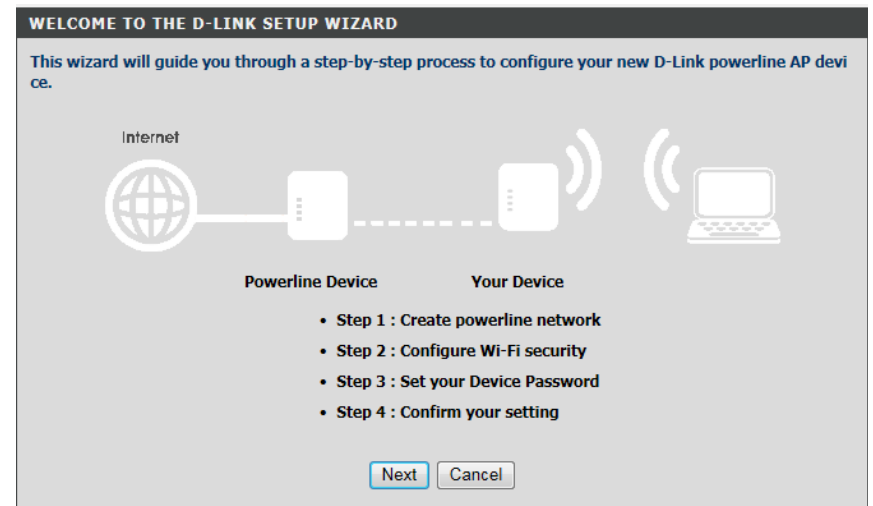 WELCOME TO THE D-LINK SETUP WIZARD
This wizard will guide you through a step-by-step process to configure your new D-Link powerline AP devi
ce.
Internet
Powerline Device Your Device
• Step 1 : Create powerline network
• Step 2 : Configure Wi-Fi security
• Step 3 : Set your Device Password
• Step 4 : Confirm your setting
Next Cancel